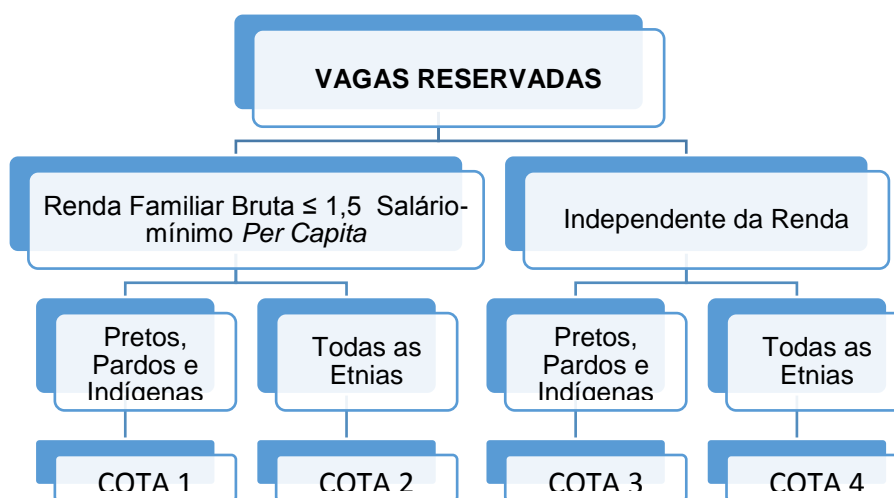 VAGAS RESERVADAS
Renda Familiar Bruta ≤ 1,5 Salário-
mínimo Per Capita
Independente da Renda
Pretos,
Pardos e
Indígenas
Todas as
Etnias
Pretos,
Pardos e
Indígenas
Todas as
Etnias
COTA 1
COTA 2
COTA 3
COTA 4